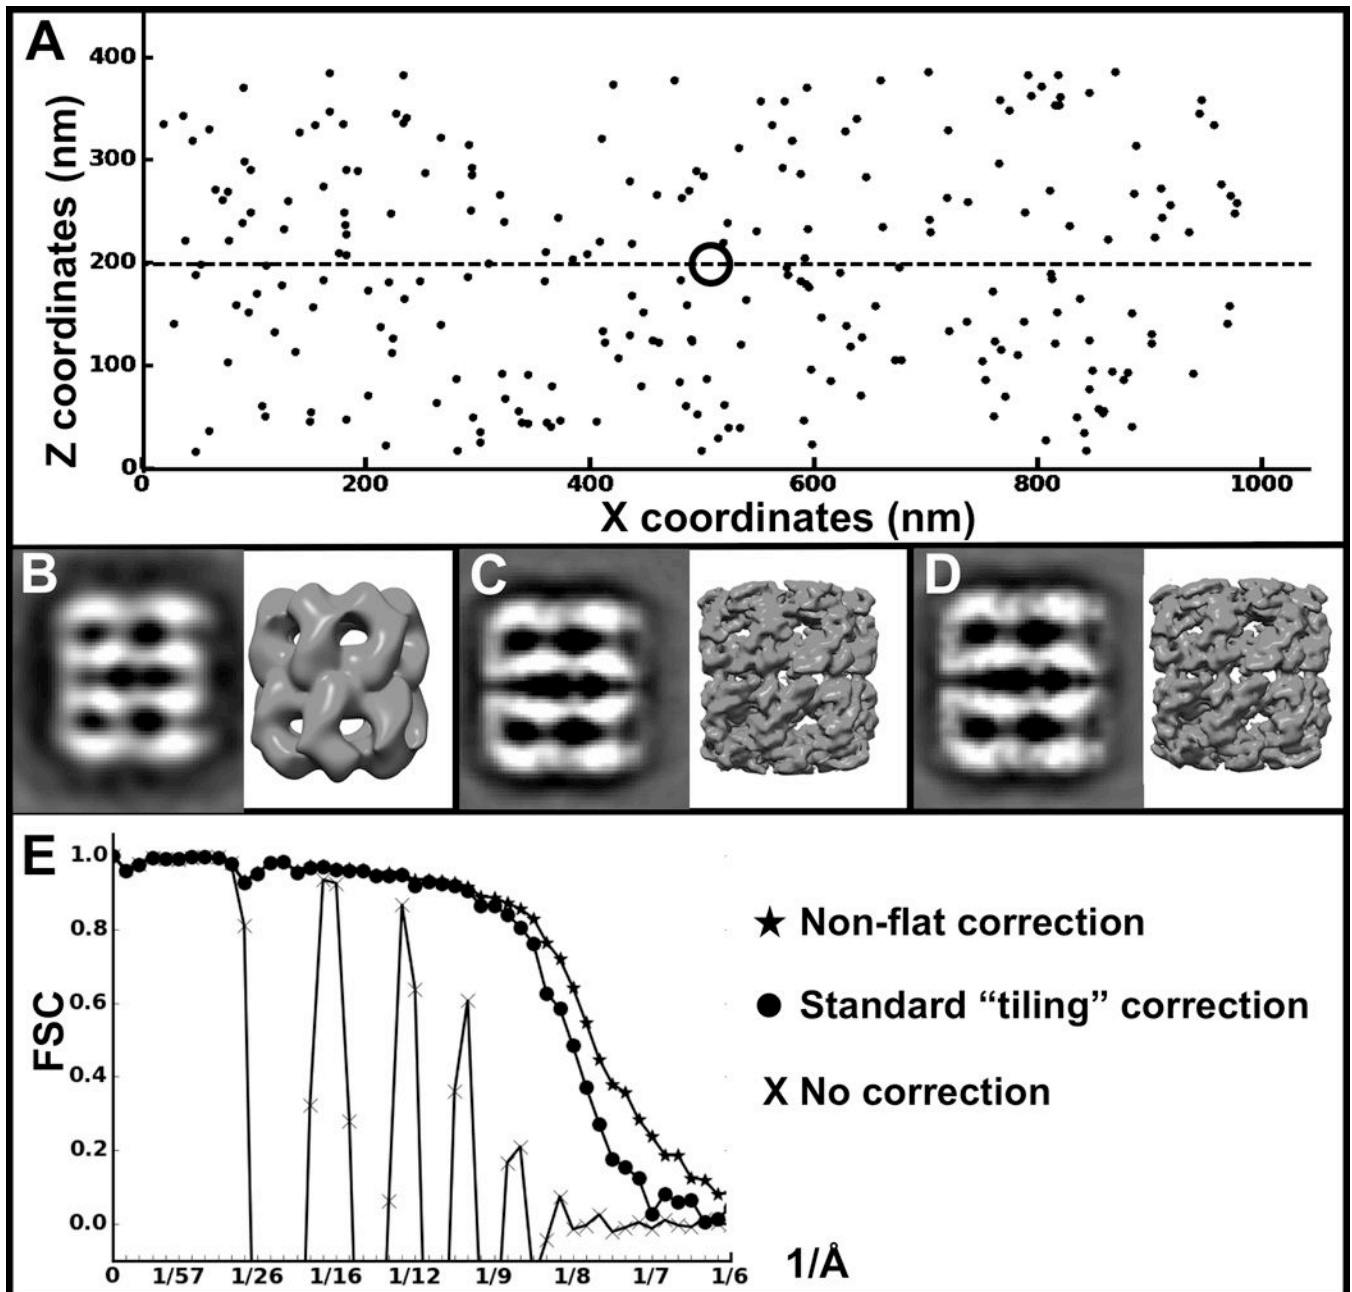 A
Z coordinates (nm)
400
300
200
100
0
0 200 400 600 800 1000
X coordinates (nm)
B C D
E
FSC
1.0
0.8
0.6
0.4
0.2
0.0
0 1/57 1/26 1/16 1/12 1/9 1/8 1/7 1/6
1/Å
★ Non-flat correction
● Standard “tiling” correction
X No correction